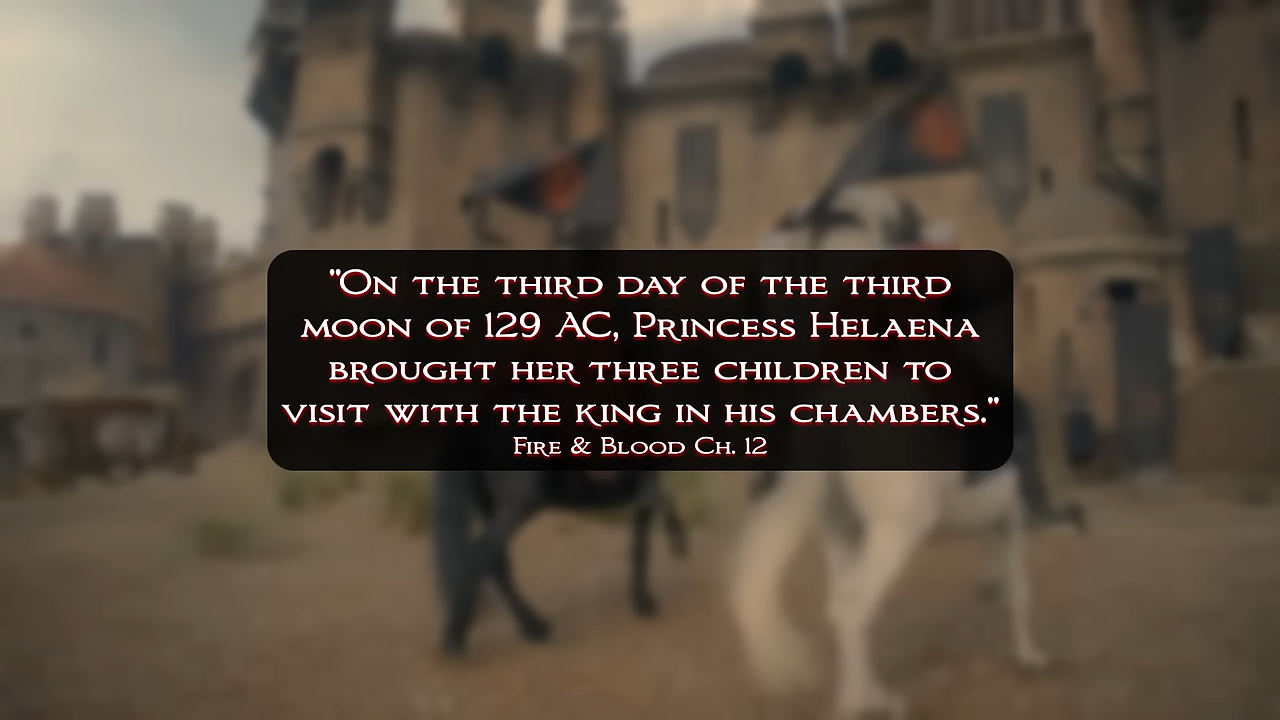 "On the third day of the third
moon of 129 AC, Princess Helaena
brought her three children to
visit with the king in his chambers."
Fire & Blood Ch. 12